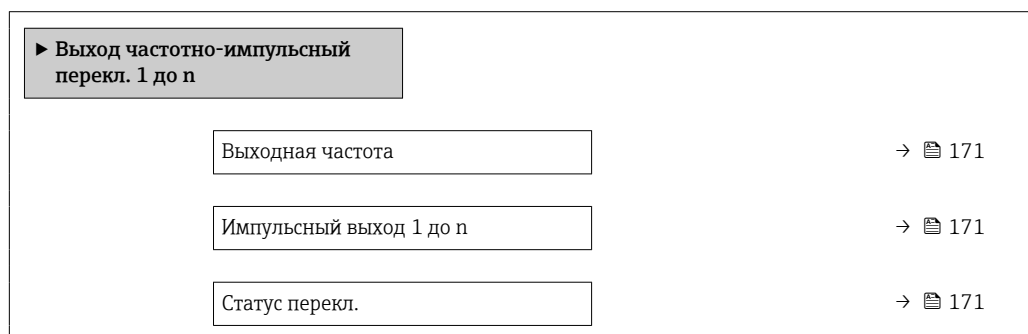 ▶ Выход частотно-импульсный
перекл. 1 до n
Выходная частота → 171
Импульсный выход 1 до n → 171
Статус перекл. → 171